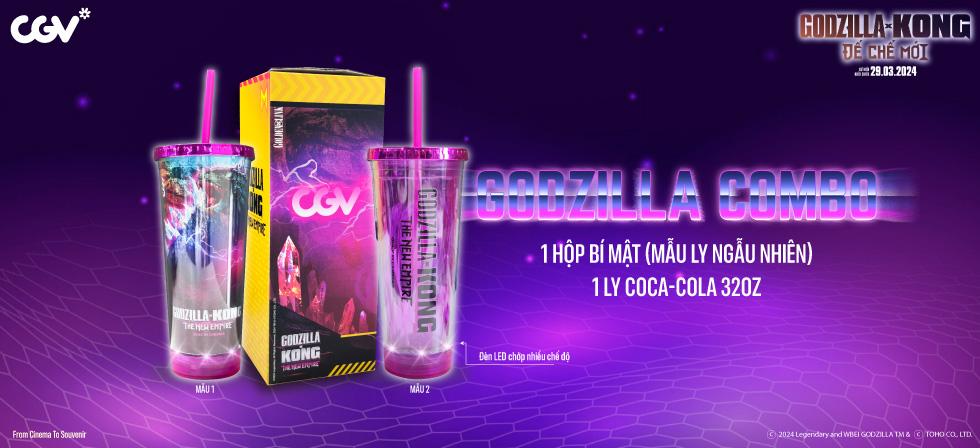 CGV*
GODZILLA x KONG
ĐẾ CHẾ MỚI
29.03.2024
GOLDEN LINK
CGV
GODZILLA x KONG
THE NEW EMPIRE
GODZILLA-KONG
THE NEW EMPIRE
GODZILLA x KONG
THE NEW EMPIRE
GODZILLA COMBO
1 HỘP BÍ MẬT (MẪU LY NGẪU NHIÊN)
1 LY COCA-COLA 32OZ
Đèn LED chớp nhiều chế độ
MẪU 1
MẪU 2
From Cinema To Souvenir
Ⓒ 2024 Legendary and WBEI GODZILLA TM & Ⓒ TOHO CO., LTD.